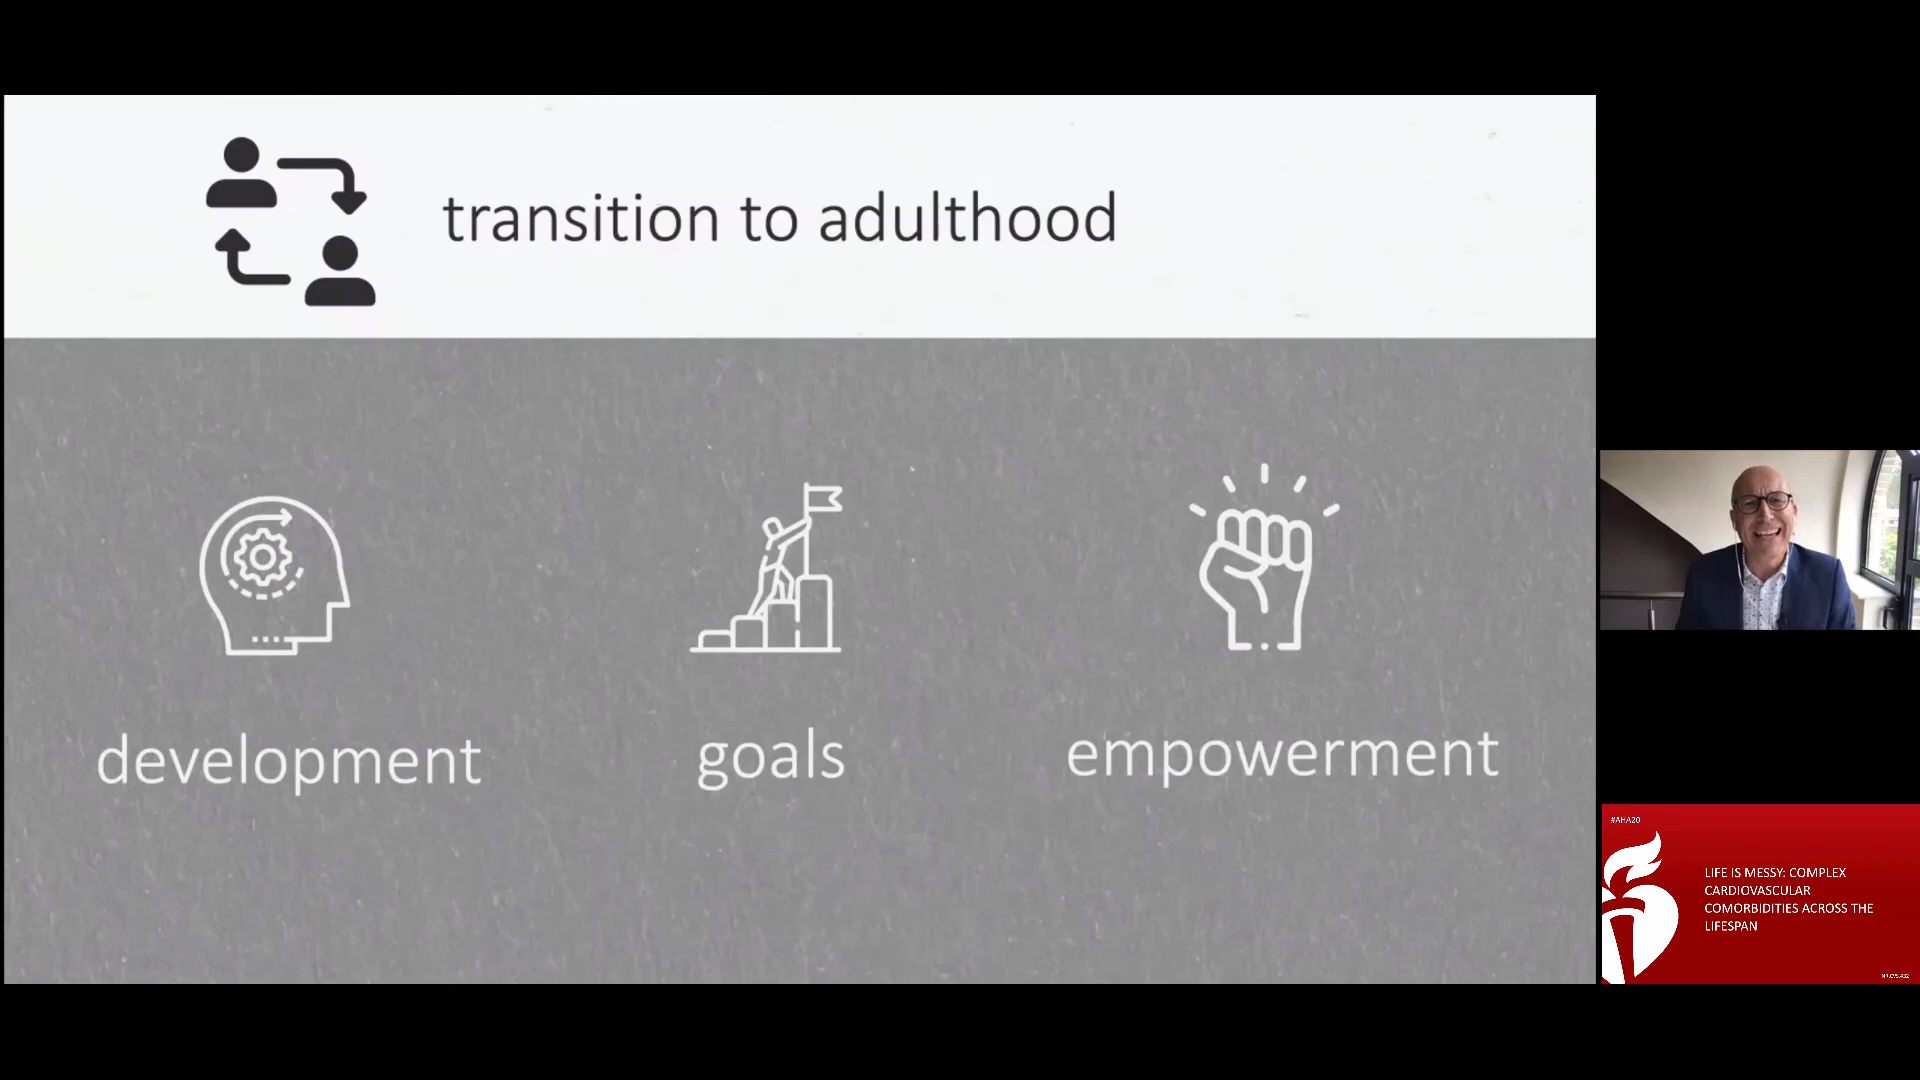 transition to adulthood
development
goals
empowerment
#AHA20
LIFE IS MESSY: COMPLEX
CARDIOVASCULAR
COMORBIDITIES ACROSS THE
LIFESPAN